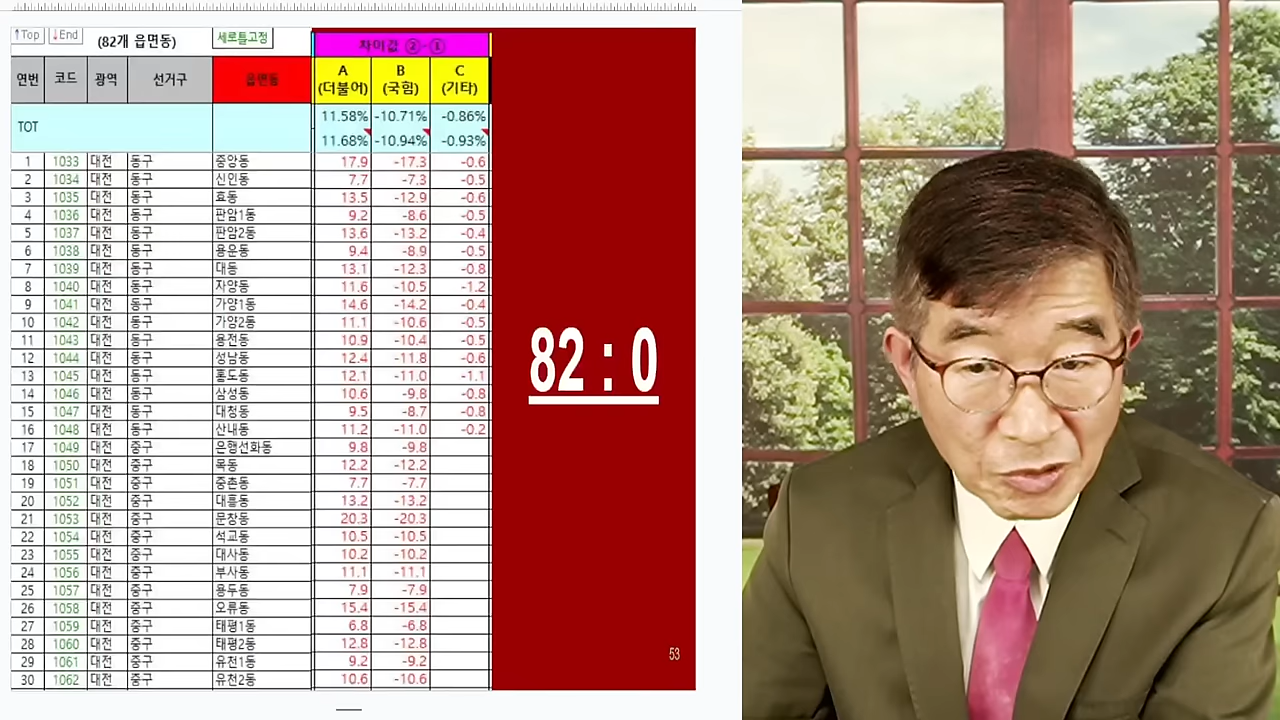 ↑Top ↓End (82개 읍면동) 세로틀고정
차이값 ②-①
연번 코드 광역 선거구 읍면동 A (더불어) B (국힘) C (기타)
TOT 11.58% -10.71% -0.86%
11.68% -10.94% -0.93%
1 1033 대전 동구 중앙동 17.9 -17.3 -0.6
2 1034 대전 동구 신인동 7.7 -7.3 -0.5
3 1035 대전 동구 효동 13.5 -12.9 -0.6
4 1036 대전 동구 판암1동 9.2 -8.6 -0.5
5 1037 대전 동구 판암2동 13.6 -13.2 -0.4
6 1038 대전 동구 용운동 9.4 -8.9 -0.5
7 1039 대전 동구 대동 13.1 -12.3 -0.8
8 1040 대전 동구 자양동 11.6 -10.5 -1.2
9 1041 대전 동구 가양1동 14.6 -14.2 -0.4
10 1042 대전 동구 가양2동 11.1 -10.6 -0.5
11 1043 대전 동구 용전동 10.9 -10.4 -0.5
12 1044 대전 동구 성남동 12.4 -11.8 -0.6
13 1045 대전 동구 홍도동 12.1 -11.0 -1.1
14 1046 대전 동구 삼성동 10.6 -9.8 -0.8
15 1047 대전 동구 대청동 9.5 -8.7 -0.8
16 1048 대전 동구 산내동 11.2 -11.0 -0.2
17 1049 대전 중구 은행선화동 9.8 -9.8
18 1050 대전 중구 목동 12.2 -12.2
19 1051 대전 중구 중촌동 7.7 -7.7
20 1052 대전 중구 대흥동 13.2 -13.2
21 1053 대전 중구 문창동 20.3 -20.3
22 1054 대전 중구 석교동 10.5 -10.5
23 1055 대전 중구 대사동 10.2 -10.2
24 1056 대전 중구 부사동 11.1 -11.1
25 1057 대전 중구 용두동 7.9 -7.9
26 1058 대전 중구 오류동 15.4 -15.4
27 1059 대전 중구 태평1동 6.8 -6.8
28 1060 대전 중구 태평2동 12.8 -12.8
29 1061 대전 중구 유천1동 9.2 -9.2
30 1062 대전 중구 유천2동 10.6 -10.6
82 : 0
53